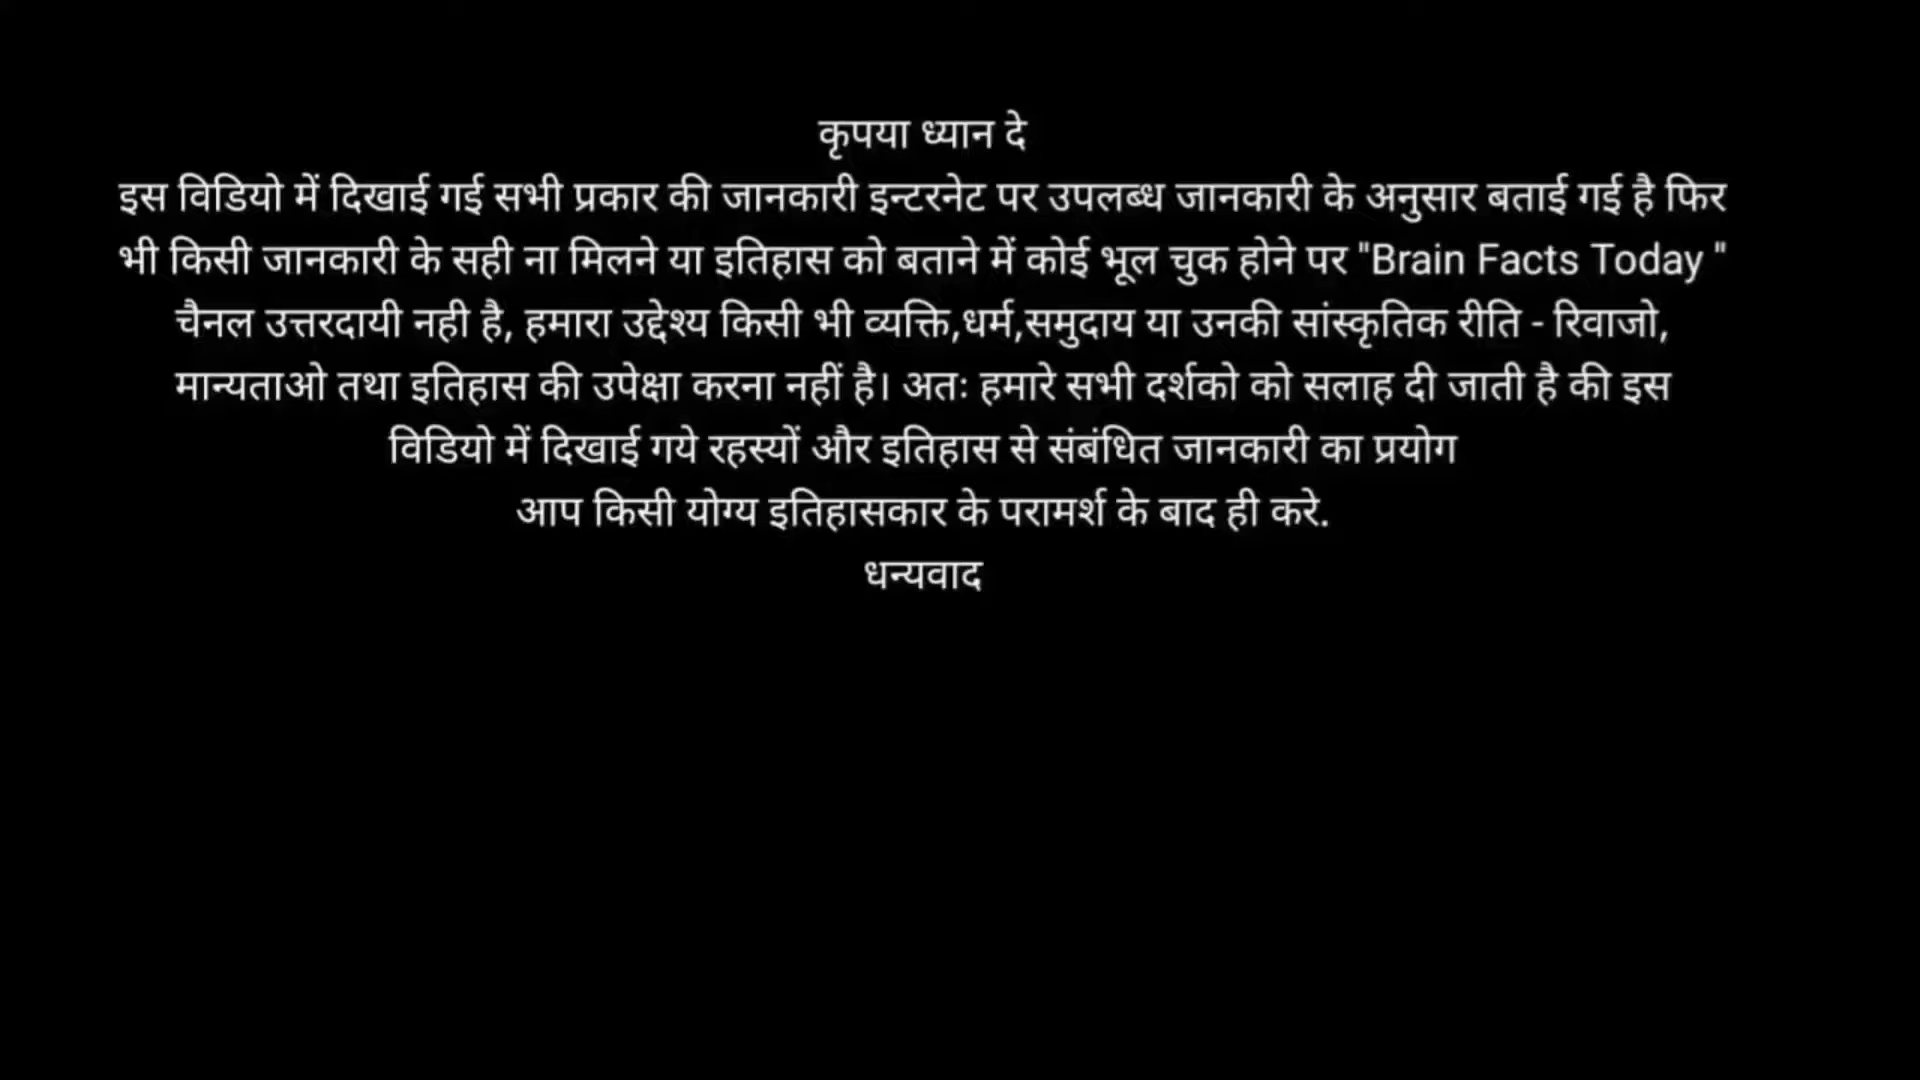 कृपया ध्यान दे
इस विडियो में दिखाई गई सभी प्रकार की जानकारी इन्टरनेट पर उपलब्ध जानकारी के अनुसार बताई गई है फिर
भी किसी जानकारी के सही ना मिलने या इतिहास को बताने में कोई भूल चुक होने पर "Brain Facts Today "
चैनल उत्तरदायी नही है, हमारा उद्देश्य किसी भी व्यक्ति,धर्म,समुदाय या उनकी सांस्कृतिक रीति - रिवाजो,
मान्यताओ तथा इतिहास की उपेक्षा करना नहीं है। अतः हमारे सभी दर्शको को सलाह दी जाती है की इस
विडियो में दिखाई गये रहस्यों और इतिहास से संबंधित जानकारी का प्रयोग
आप किसी योग्य इतिहासकार के परामर्श के बाद ही करे.
धन्यवाद